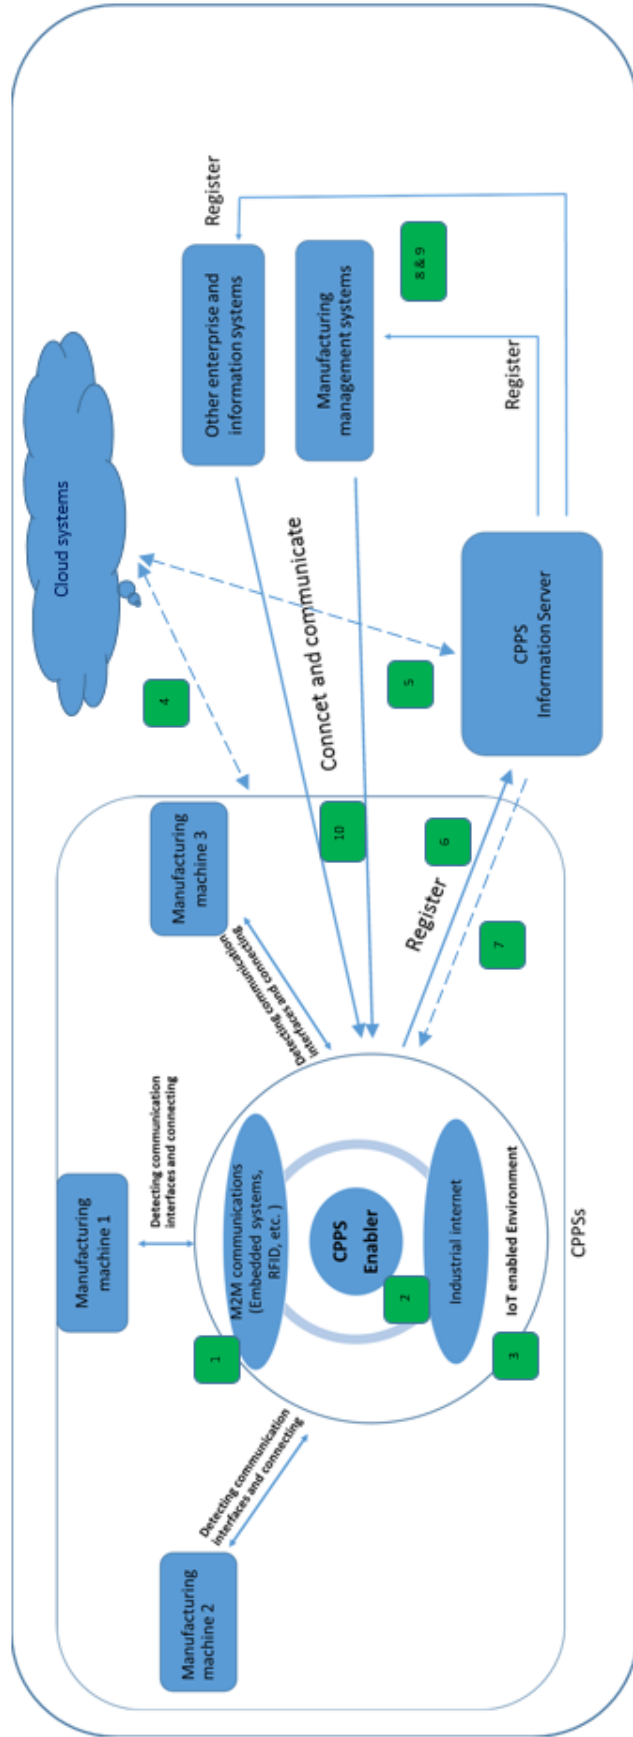 Cloud systems
Manufacturing
machine 1
Manufacturing
machine 2
Manufacturing
machine 3
Detecting communication
interfaces and connecting
Detecting communication
interfaces and connecting
Detecting communication
interfaces and connecting
4
Other enterprise and
information systems
Register
Manufacturing
management systems
8 & 9
1
M2M communications
(Embedded systems,
RFID, etc. )
CPPS
Enabler
2
Industrial internet
3
IoT enabled Environment
Conncet and communicate
10
5
Register
6
7
Register
CPPS
Information Server
CPPSs